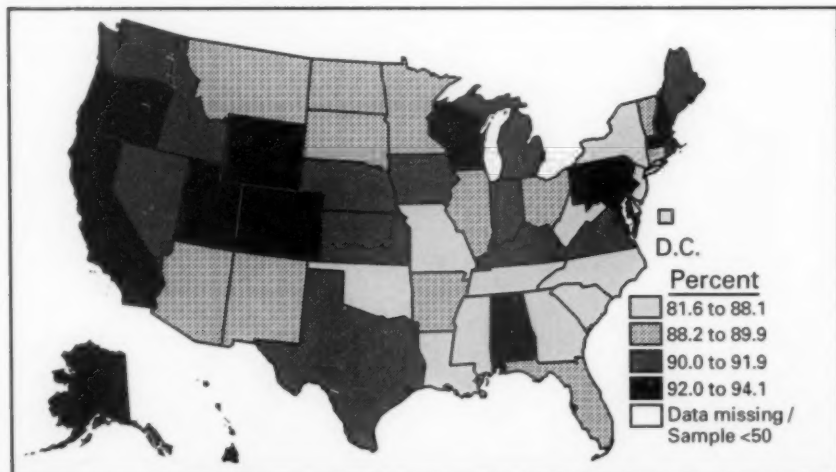 D.C.
Percent
81.6 to 88.1
88.2 to 89.9
90.0 to 91.9
92.0 to 94.1
Data missing /
Sample <50